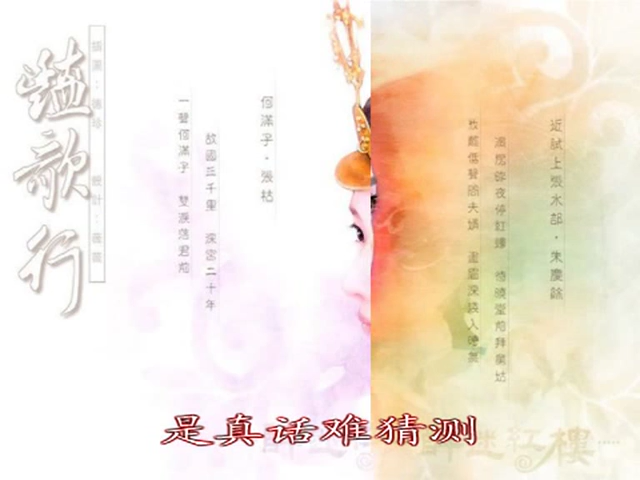 豔歌行
何滿子·張祜
故國三千里 深宮二十年
一聲何滿子 雙淚落君前
近試上張水部·朱慶餘
洞房昨夜停紅燭 待曉堂前拜舅姑
妝罷低聲問夫婿 畫眉深淺入時無
是真话难猜测